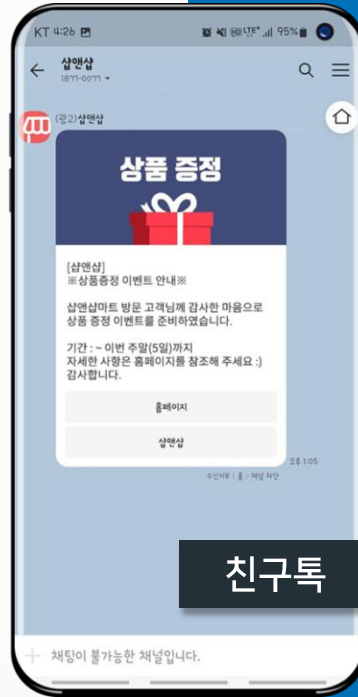 KT 4:26 95%
샵앤샵
1877-0077
(광고)샵앤샵
상품 증정
[샵앤샵]
※상품증정 이벤트 안내※
샵앤샵마트 방문 고객님께 감사한 마음으로
상품 증정 이벤트를 준비하였습니다.
기간 : ~ 이번 주말(5일)까지
자세한 사항은 홈페이지를 참조해 주세요 :)
감사합니다.
홈페이지
샵앤샵
오후 1:05
수신거부 | 홈 > 채널 차단
친구톡
채팅이 불가능한 채널입니다.